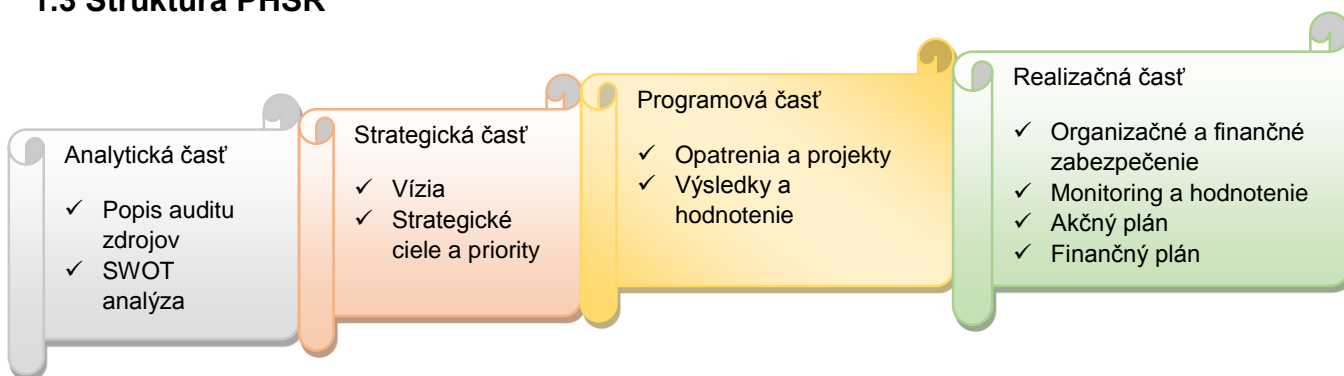 1.3 Štruktúra PHSR
Analytická časť
✓ Popis auditu
zdrojov
✓ SWOT
analýza
Strategická časť
✓ Vízia
✓ Strategické
ciele a priority
Programová časť
✓ Opatrenia a projekty
✓ Výsledky a
hodnotenie
Realizačná časť
✓ Organizačné a finančné
zabezpečenie
✓ Monitoring a hodnotenie
✓ Akčný plán
✓ Finančný plán